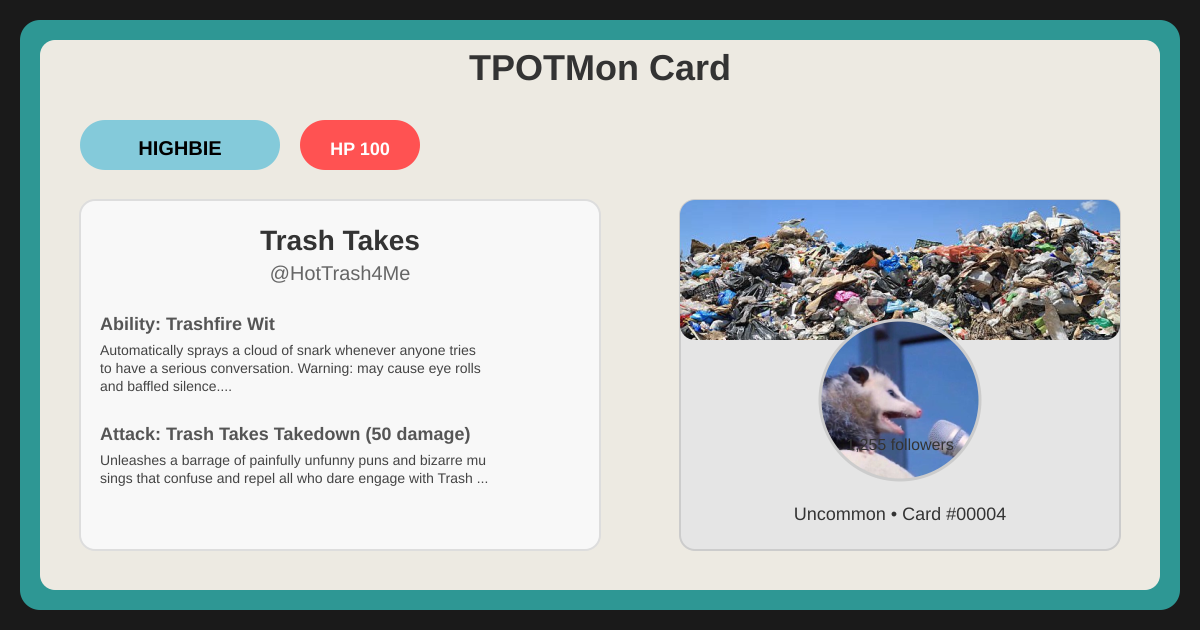 TPOTMon Card
HIGHBIE
HP 100
Trash Takes
@HotTrash4Me
Ability: Trashfire Wit
Automatically sprays a cloud of snark whenever anyone tries
to have a serious conversation. Warning: may cause eye rolls
and baffled silence....
Attack: Trash Takes Takedown (50 damage)
Unleashes a barrage of painfully unfunny puns and bizarre mu
sings that confuse and repel all who dare engage with Trash ...
followers
Uncommon • Card #00004